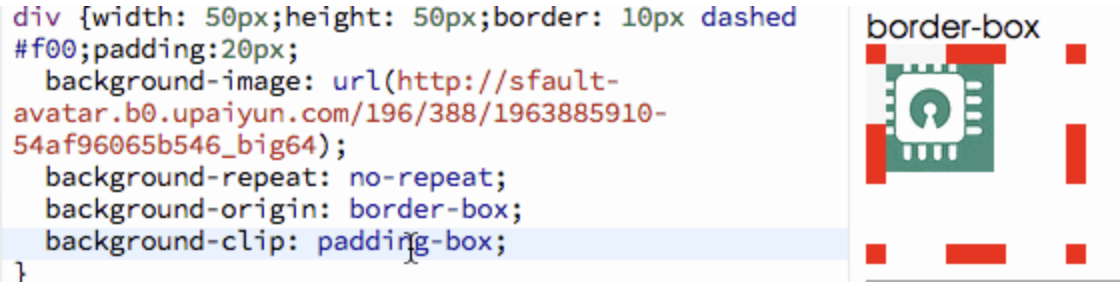 div {width: 50px;height: 50px;border: 10px dashed
#f00;padding:20px;
background-image: url(http://sfault-
avatar.b0.upaiyun.com/196/388/1963885910-
54af96065b546_big64);
background-repeat: no-repeat;
background-origin: border-box;
background-clip: padding-box;
}
border-box